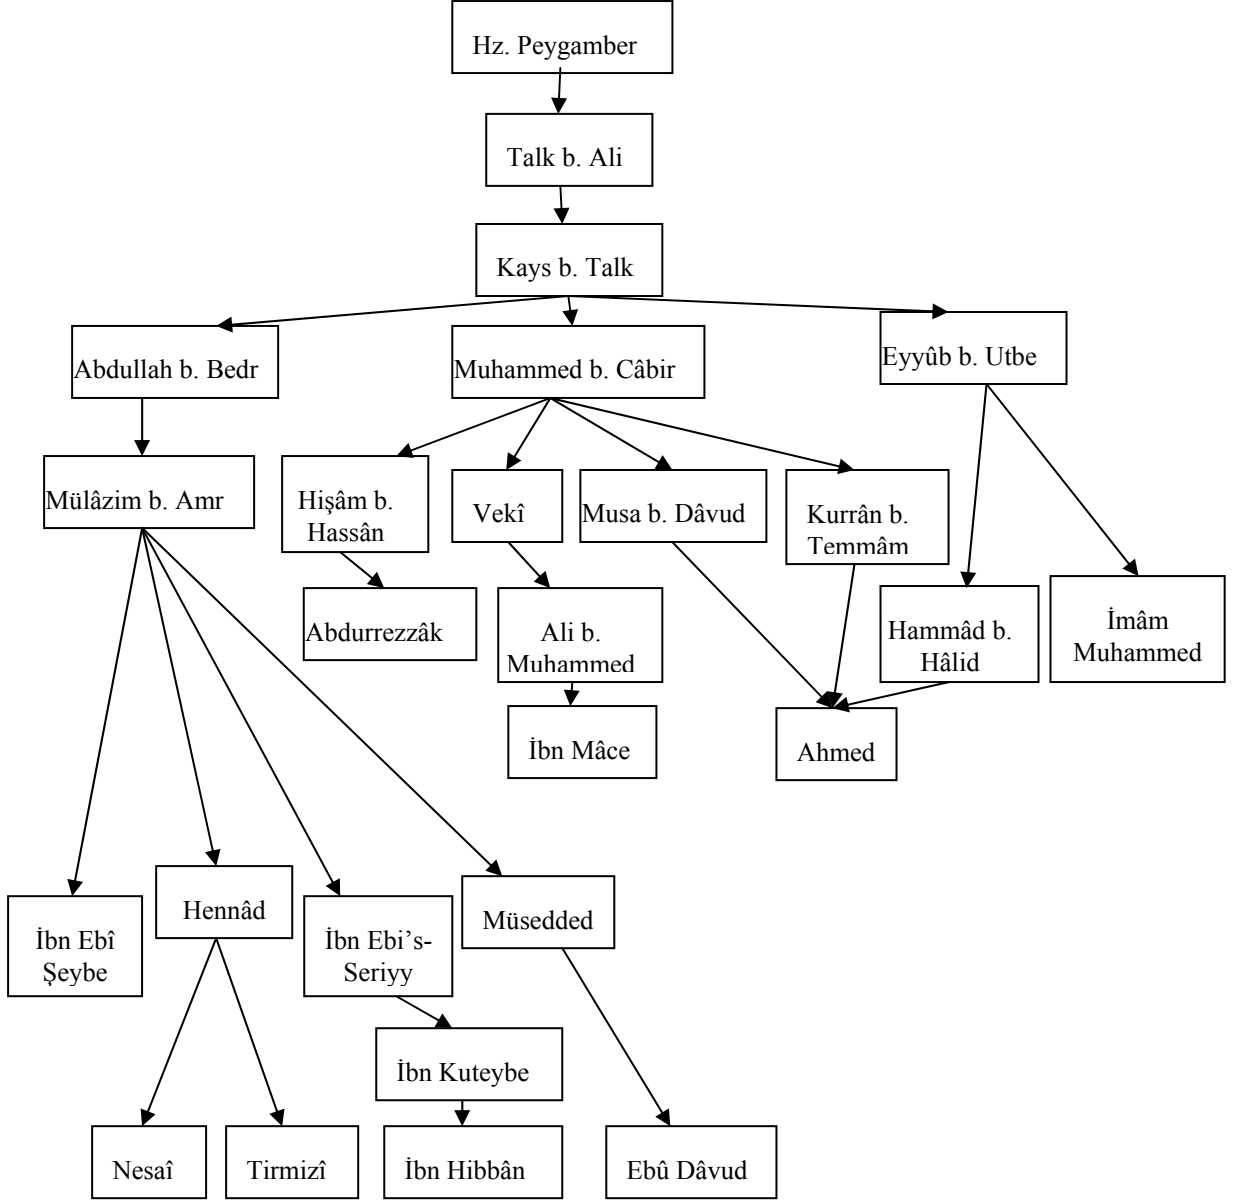 Hz. Peygamber
Talk b. Ali
Kays b. Talk
Abdullah b. Bedr
Muhammed b. Câbir
Eyyûb b. Utbe
Mülâzim b. Amr
Hişâm b.
Hassân
Vekî
Musa b. Dâvud
Kurrân b.
Temmâm
Abdurrezzâk
Ali b.
Muhammed
Hammâd b.
Hâlid
İmâm
Muhammed
İbn Mâce
Ahmed
İbn Ebî
Şeybe
Hennâd
İbn Ebi’s-
Seriyy
Müsedded
İbn Kuteybe
Nesaî
Tirmizî
İbn Hibbân
Ebû Dâvud